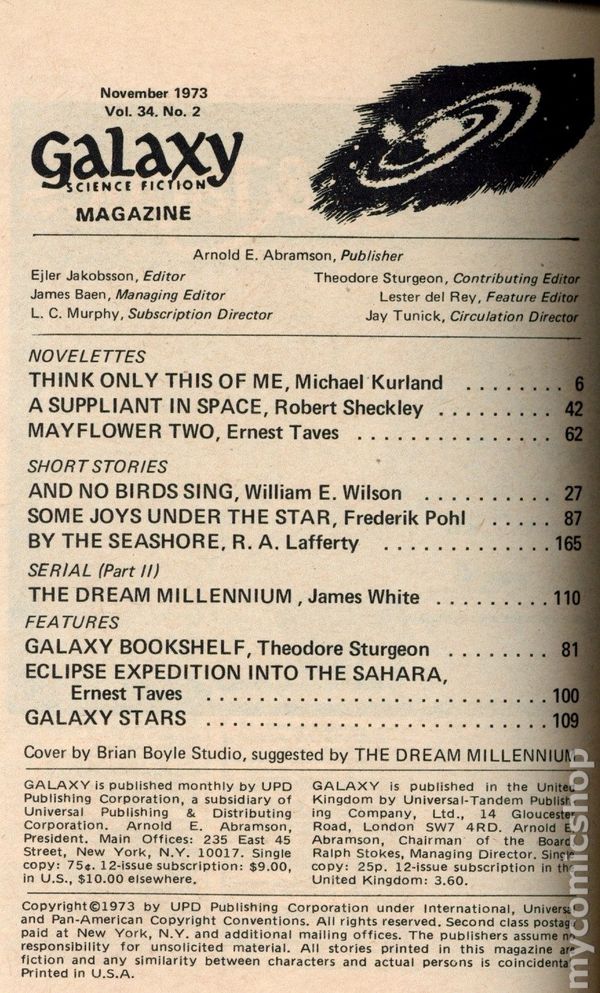 November 1973
Vol. 34. No. 2
Galaxy
SCIENCE FICTION
MAGAZINE
Arnold E. Abramson, Publisher
Ejler Jakobsson, Editor
Theodore Sturgeon, Contributing Editor
James Baen, Managing Editor
Lester del Rey, Feature Editor
L. C. Murphy, Subscription Director
Jay Tunick, Circulation Director
NOVELETTES
THINK ONLY THIS OF ME, Michael Kurland ........ 6
A SUPPLIANT IN SPACE, Robert Sheckley ......... 42
MAYFLOWER TWO, Ernest Taves ............... 62
SHORT STORIES
AND NO BIRDS SING, William E. Wilson .......... 27
SOME JOYS UNDER THE STAR, Frederik Pohl ..... 87
BY THE SEASHORE, R. A. Lafferty ............. 165
SERIAL (Part II)
THE DREAM MILLENNIUM , James White ......... 110
FEATURES
GALAXY BOOKSHELF, Theodore Sturgeon ........ 81
ECLIPSE EXPEDITION INTO THE SAHARA,
Ernest Taves ....................... 100
GALAXY STARS ....................... 109
Cover by Brian Boyle Studio, suggested by THE DREAM MILLENNIUM
GALAXY is published monthly by UPD
Publishing Corporation, a subsidiary of
Universal Publishing & Distributing
Corporation. Arnold E. Abramson,
President. Main Offices: 235 East 45
Street, New York, N.Y. 10017. Single
copy: 75¢. 12-issue subscription: $9.00,
in U.S., $10.00 elsewhere.
GALAXY is published in the United
Kingdom by Universal-Tandem Publish-
ing Company, Ltd., 14 Gloucester
Road, London SW7 4RD. Arnold E.
Abramson, Chairman of the Board
Ralph Stokes, Managing Director. Single
copy: 25p. 12-issue subscription in the
United Kingdom: 3.60.
Copyright©1973 by UPD Publishing Corporation under International, Universal
and Pan-American Copyright Conventions. All rights reserved. Second class postage
paid at New York, N.Y. and additional mailing offices. The publishers assume no
responsibility for unsolicited material. All stories printed in this magazine are
fiction and any similarity between characters and actual persons is coincidental.
Printed in U.S.A.
mycomicshop